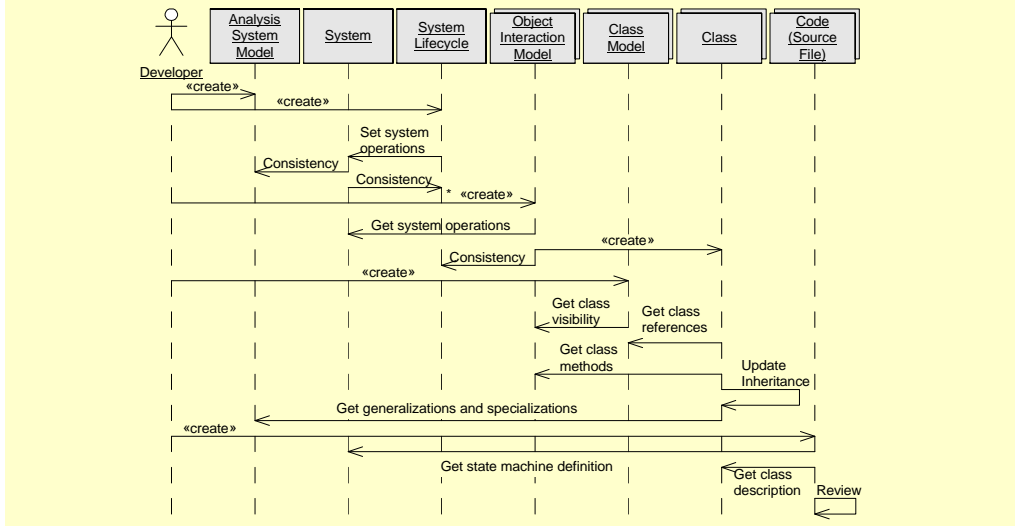 Analysis
System
Model
System
System
Lifecycle
Object
Interaction
Model
Class
Model
Class
Code
(Source
File)
Developer
«create»
«create»
Set system
operations
Consistency
Consistency
* «create»
Get system operations
«create»
Consistency
«create»
Get class
visibility
Get class
references
Get class
methods
Update
Inheritance
Get generalizations and specializations
«create»
Get state machine definition
Get class
description
Review